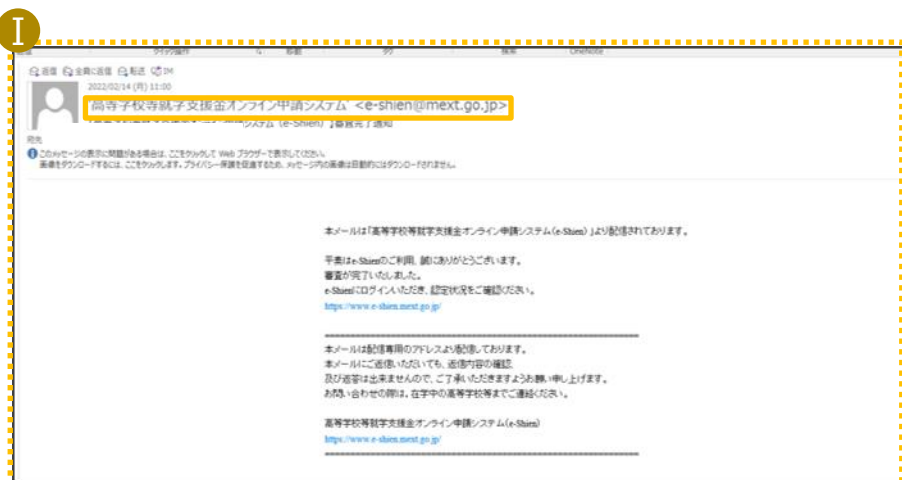 I
クイック操作 移動 タグ 検索 OneNote
返信 全員に返信 転送 IM
2022/02/14 (月) 11:00
高等学校等就学支援金オンライン申請システム <e-shien@mext.go.jp>
(e-Shien) 】審査完了通知
宛先
このメッセージの表示に問題がある場合は、ここをクリックして Web ブラウザーで表示してください。
画像をダウンロードするには、ここをクリックします。プライバシー保護を促進するため、メッセージ内の画像は自動的にはダウンロードされません。
本メールは「高等学校等就学支援金オンライン申請システム(e-Shien) 」より配信されております。
平素はe-Shienのご利用、誠にありがとうございます。
審査が完了いたしました。
e-Shienにログインいただき、認定状況をご確認ください。
https://www.e-shien.mext.go.jp/
本メールは配信専用のアドレスより配信しております。
本メールにご返信いただいても、返信内容の確認、
及び返答は出来ませんので、ご了承いただきますようお願い申し上げます。
お問い合わせの際は、在学中の高等学校等までご連絡ください。
高等学校等就学支援金オンライン申請システム(e-Shien)
https://www.e-shien.mext.go.jp/